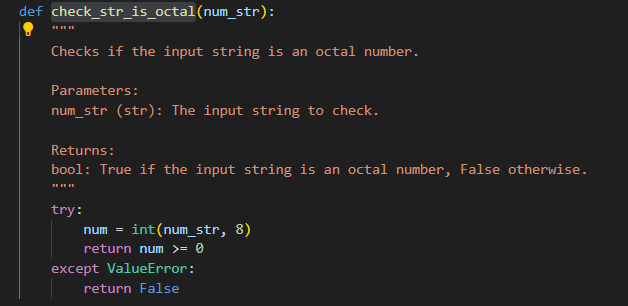 def check_str_is_octal(num_str):
"""
Checks if the input string is an octal number.
Parameters:
num_str (str): The input string to check.
Returns:
bool: True if the input string is an octal number, False otherwise.
"""
try:
num = int(num_str, 8)
return num >= 0
except ValueError:
return False